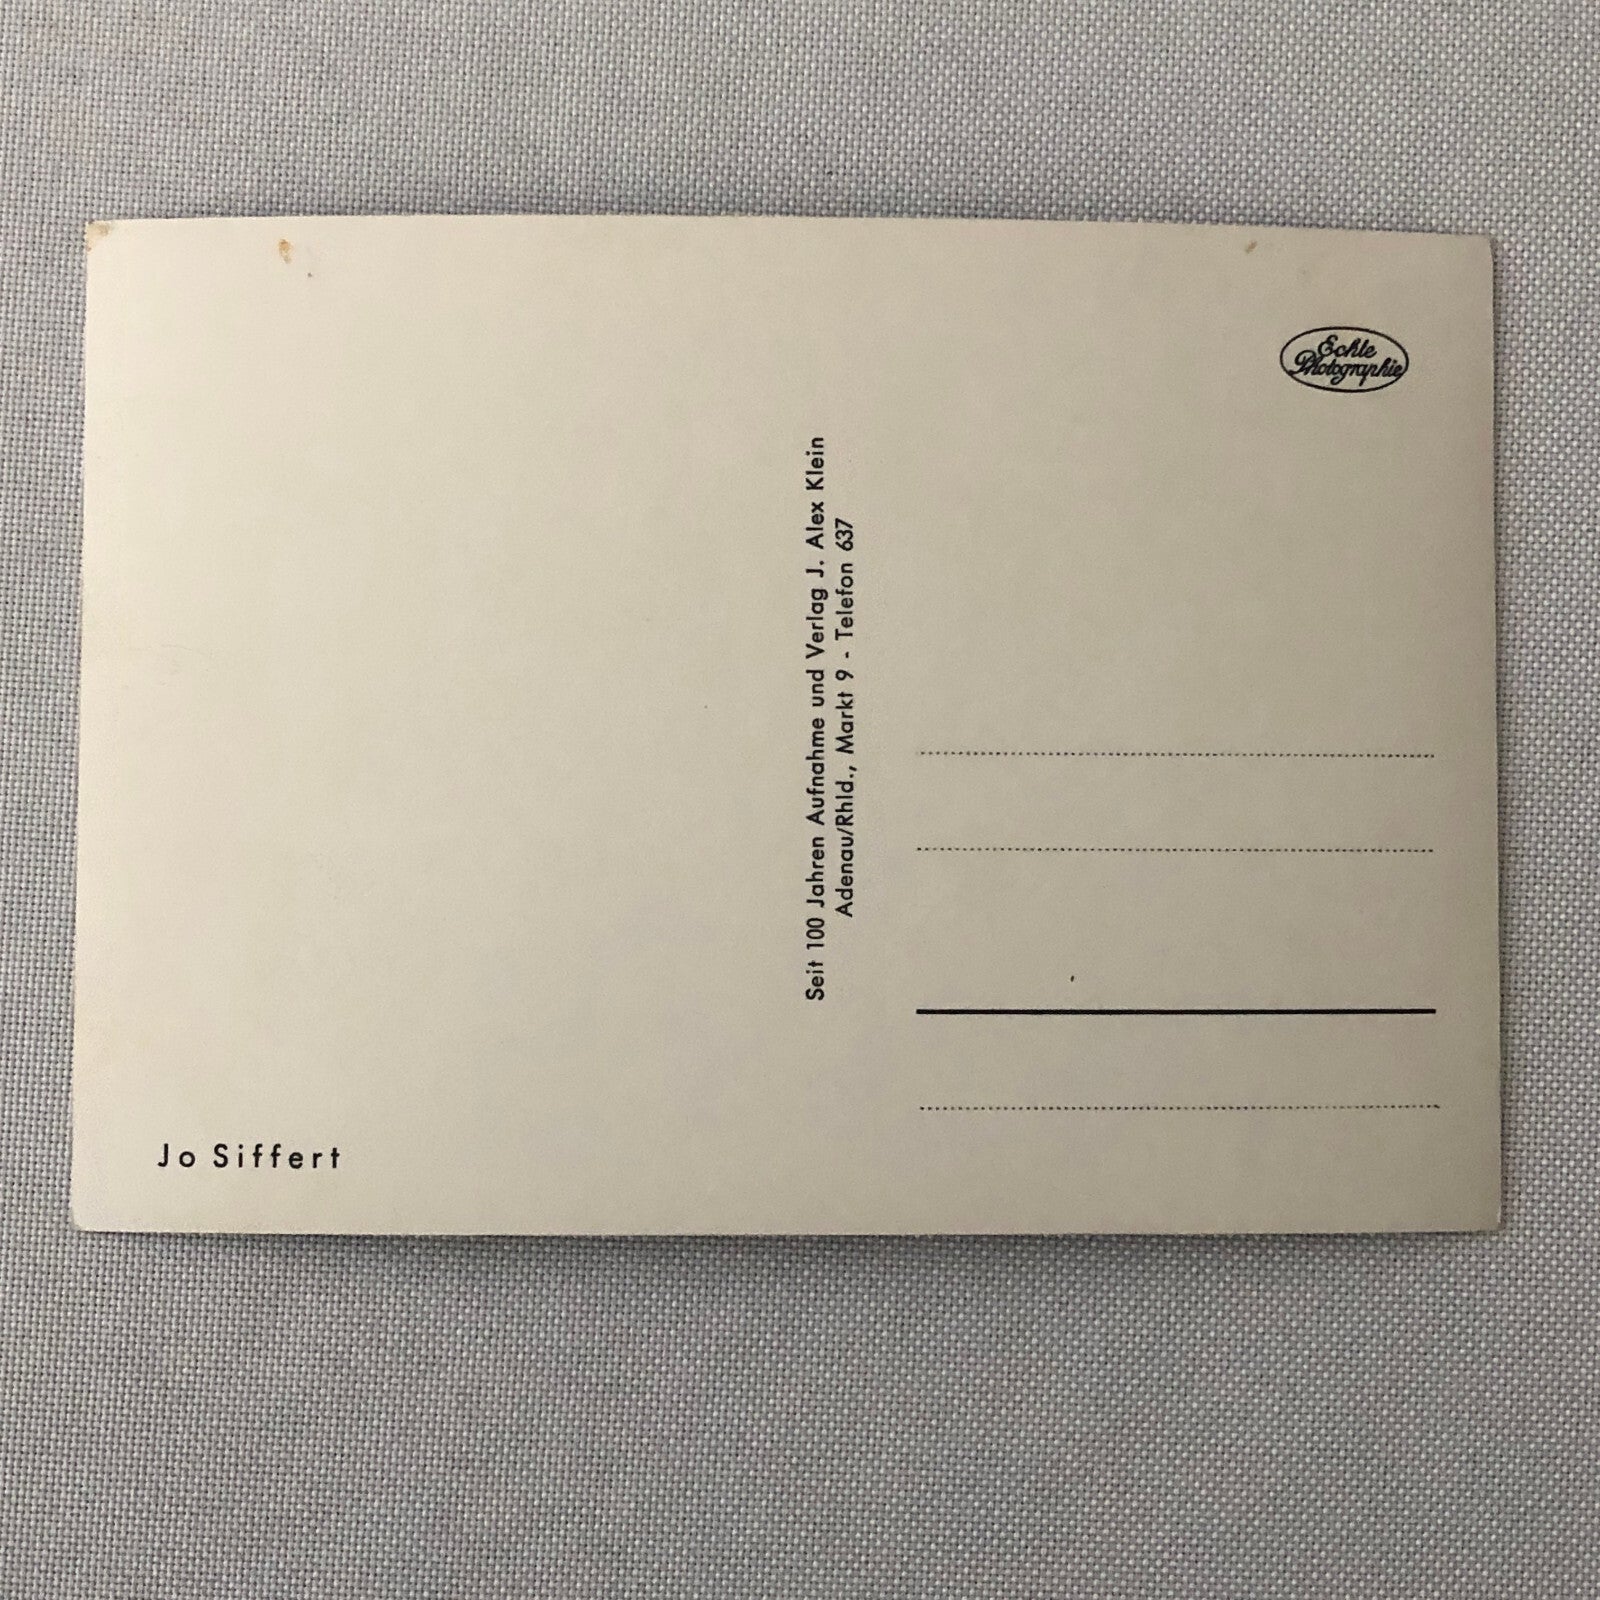 Echte
Photographie
Seit 100 Jahren Aufnahme und Verlag J. Alex Klein
Adenau/Rhld., Markt 9 - Telefon 637
Jo Siffert